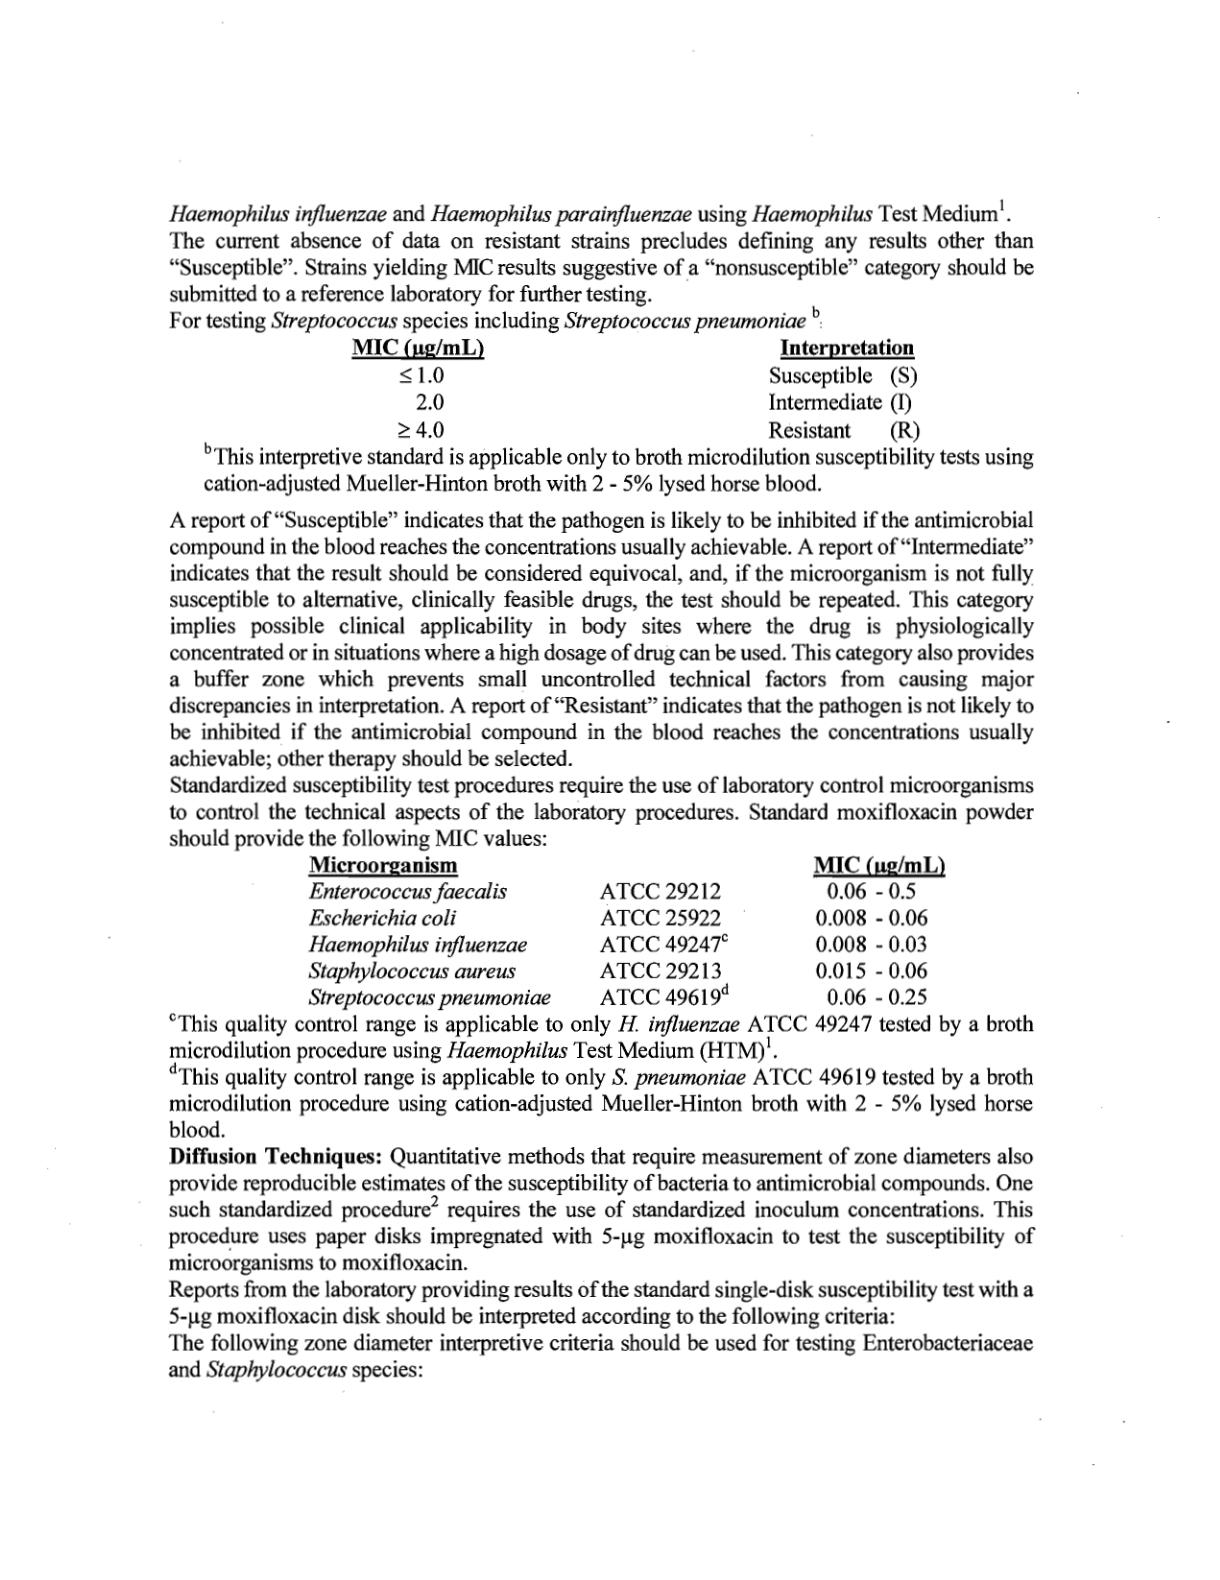 Haemophilus influenzae and Haemophilus parainfluenzae using Haemophilus Test Medium¹.
The current absence of data on resistant strains precludes defining any results other than
“Susceptible”. Strains yielding MIC results suggestive of a “nonsusceptible” category should be
submitted to a reference laboratory for further testing.
For testing Streptococcus species including Streptococcus pneumoniae ᵇ:
MIC (µg/mL) Interpretation
≤ 1.0 Susceptible (S)
2.0 Intermediate (I)
≥ 4.0 Resistant (R)
ᵇThis interpretive standard is applicable only to broth microdilution susceptibility tests using
cation-adjusted Mueller-Hinton broth with 2 - 5% lysed horse blood.
A report of “Susceptible” indicates that the pathogen is likely to be inhibited if the antimicrobial
compound in the blood reaches the concentrations usually achievable. A report of “Intermediate”
indicates that the result should be considered equivocal, and, if the microorganism is not fully
susceptible to alternative, clinically feasible drugs, the test should be repeated. This category
implies possible clinical applicability in body sites where the drug is physiologically
concentrated or in situations where a high dosage of drug can be used. This category also provides
a buffer zone which prevents small uncontrolled technical factors from causing major
discrepancies in interpretation. A report of “Resistant” indicates that the pathogen is not likely to
be inhibited if the antimicrobial compound in the blood reaches the concentrations usually
achievable; other therapy should be selected.
Standardized susceptibility test procedures require the use of laboratory control microorganisms
to control the technical aspects of the laboratory procedures. Standard moxifloxacin powder
should provide the following MIC values:
Microorganism MIC (µg/mL)
Enterococcus faecalis ATCC 29212 0.06 - 0.5
Escherichia coli ATCC 25922 0.008 - 0.06
Haemophilus influenzae ATCC 49247ᶜ 0.008 - 0.03
Staphylococcus aureus ATCC 29213 0.015 - 0.06
Streptococcus pneumoniae ATCC 49619ᵈ 0.06 - 0.25
ᶜThis quality control range is applicable to only H. influenzae ATCC 49247 tested by a broth
microdilution procedure using Haemophilus Test Medium (HTM)¹.
ᵈThis quality control range is applicable to only S. pneumoniae ATCC 49619 tested by a broth
microdilution procedure using cation-adjusted Mueller-Hinton broth with 2 - 5% lysed horse
blood.
Diffusion Techniques: Quantitative methods that require measurement of zone diameters also
provide reproducible estimates of the susceptibility of bacteria to antimicrobial compounds. One
such standardized procedure² requires the use of standardized inoculum concentrations. This
procedure uses paper disks impregnated with 5-µg moxifloxacin to test the susceptibility of
microorganisms to moxifloxacin.
Reports from the laboratory providing results of the standard single-disk susceptibility test with a
5-µg moxifloxacin disk should be interpreted according to the following criteria:
The following zone diameter interpretive criteria should be used for testing Enterobacteriaceae
and Staphylococcus species: